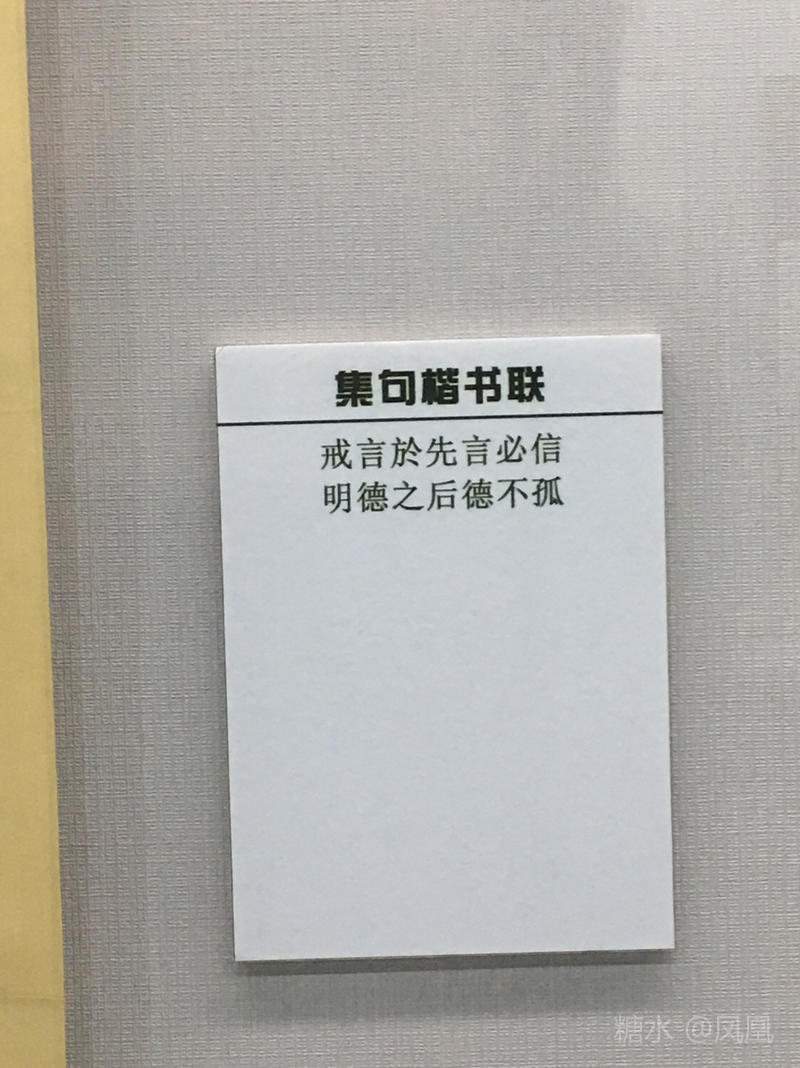 集句楷书联
戒言於先言必信
明德之后德不孤
糖水 @凤凰